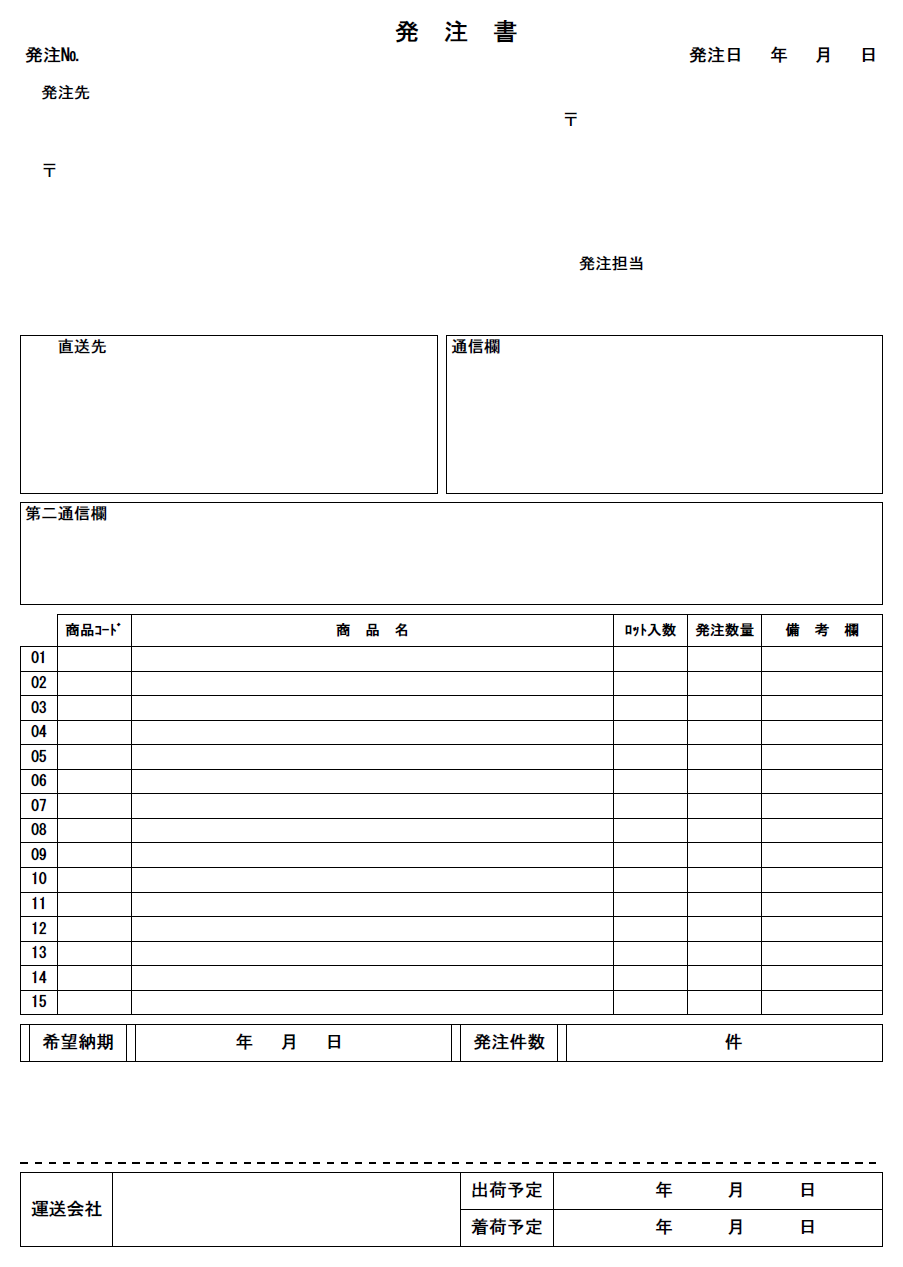 発 注 書
発注№ 発注日 年 月 日
発注先
〒
〒
発注担当
直送先 通信欄
第二通信欄
商品ｺｰﾄﾞ 商 品 名 ﾛｯﾄ入数 発注数量 備 考 欄
01
02
03
04
05
06
07
08
09
10
11
12
13
14
15
希望納期 年 月 日 発注件数 件
運送会社 出荷予定 年 月 日
着荷予定 年 月 日